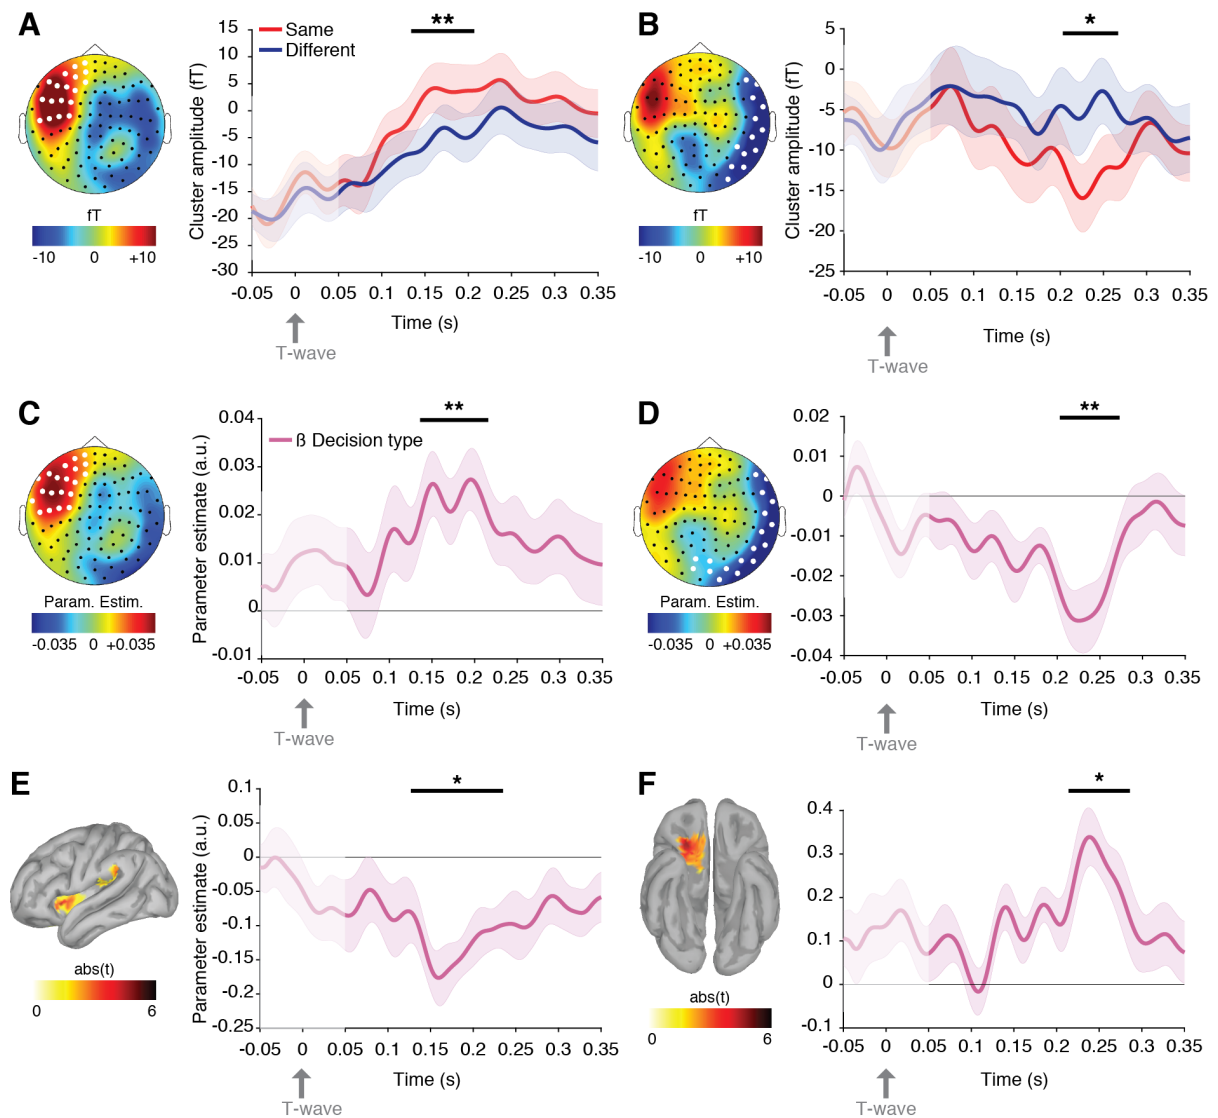 A
fT
-10 0 +10
Cluster amplitude (fT)
15
10
5
0
-5
-10
-15
-20
-25
-30
Same
Different
**
-0.05 0 0.05 0.1 0.15 0.2 0.25 0.3 0.35
Time (s)
T-wave
B
fT
-10 0 +10
Cluster amplitude (fT)
5
0
-5
-10
-15
-20
-25
*
-0.05 0 0.05 0.1 0.15 0.2 0.25 0.3 0.35
Time (s)
T-wave
C
Param. Estim.
-0.035 0 +0.035
Parameter estimate (a.u.)
0.04
0.03
0.02
0.01
0
-0.01
ß Decision type
**
-0.05 0 0.05 0.1 0.15 0.2 0.25 0.3 0.35
Time (s)
T-wave
D
Param. Estim.
-0.035 0 +0.035
0.02
0.01
0
-0.01
-0.02
-0.03
-0.04
**
-0.05 0 0.05 0.1 0.15 0.2 0.25 0.3 0.35
Time (s)
T-wave
E
abs(t)
0 6
Parameter estimate (a.u.)
0.1
0.05
0
-0.05
-0.1
-0.15
-0.2
-0.25
*
-0.05 0 0.05 0.1 0.15 0.2 0.25 0.3 0.35
Time (s)
T-wave
F
abs(t)
0 6
0.4
0.3
0.2
0.1
0
-0.1
*
-0.05 0 0.05 0.1 0.15 0.2 0.25 0.3 0.35
Time (s)
T-wave